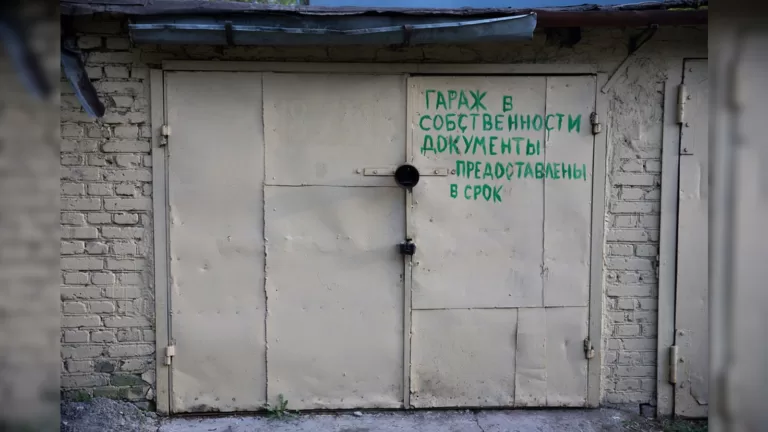 ГАРАЖ В
СОБСТВЕННОСТИ
ДОКУМЕНТЫ
ПРЕДОСТАВЛЕНЫ
В СРОК